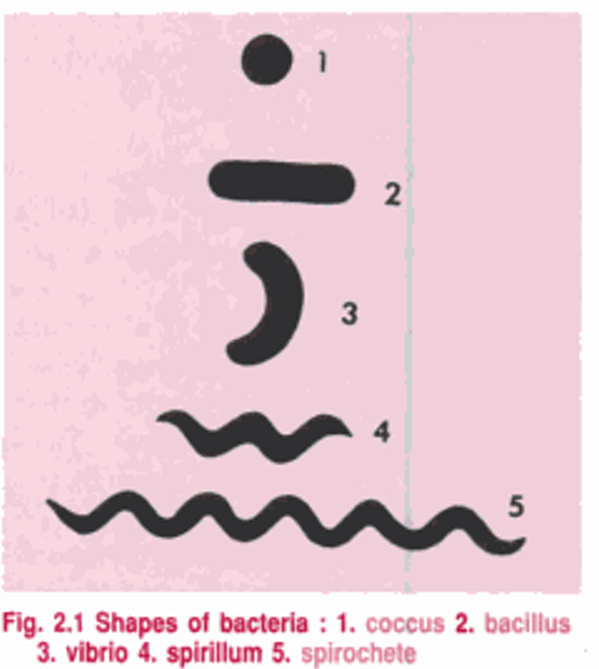 1
2
3
4
5
Fig. 2.1 Shapes of bacteria : 1. coccus 2. bacillus
3. vibrio 4. spirillum 5. spirochete